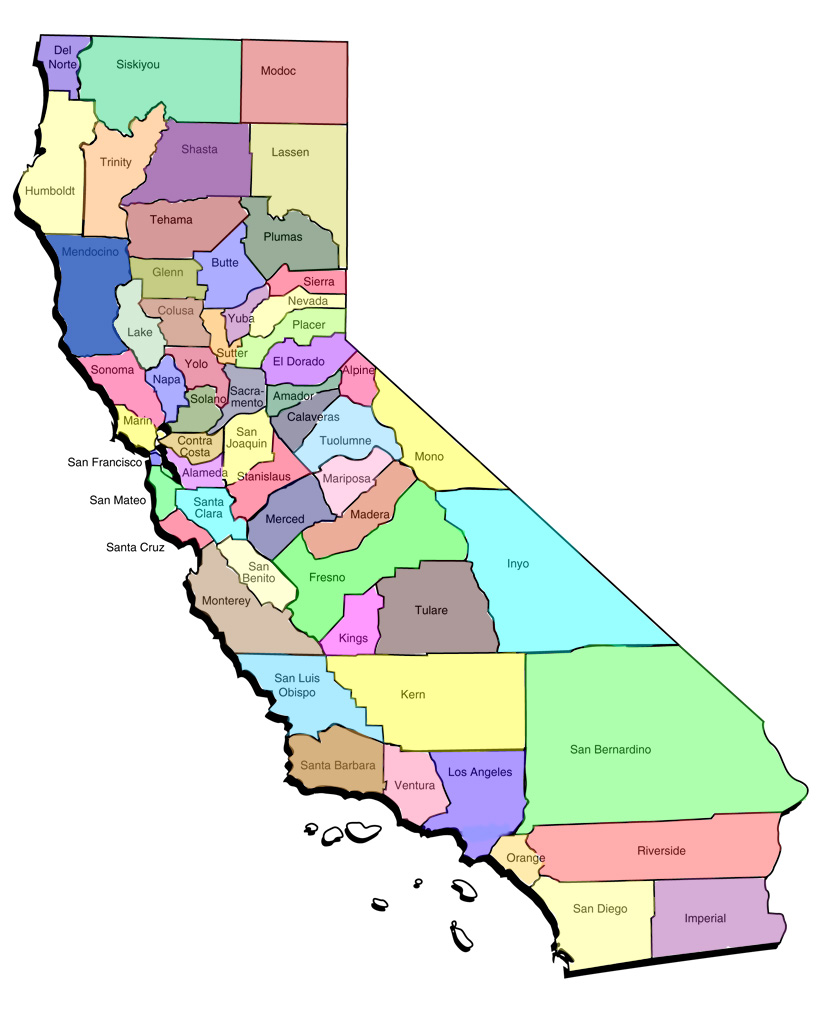 Del
Norte
Siskiyou
Modoc
Shasta
Lassen
Trinity
Humboldt
Tehama
Plumas
Mendocino
Butte
Glenn
Sierra
Nevada
Colusa
Yuba
Placer
Lake
Sutter
El Dorado
Yolo
Sonoma
Alpine
Napa
Sacra-
mento
Solano
Amador
Calaveras
Marin
San
Joaquin
Contra
Costa
Tuolumne
Mono
San Francisco
Alameda
Stanislaus
Mariposa
San Mateo
Santa
Clara
Merced
Madera
Santa Cruz
Inyo
San
Benito
Fresno
Monterey
Tulare
Kings
San Luis
Obispo
Kern
San Bernardino
Santa Barbara
Los Angeles
Ventura
Orange
Riverside
San Diego
Imperial